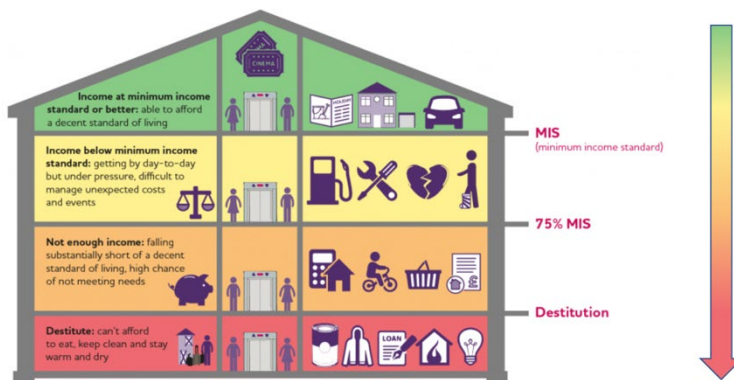 CINEMA
Income at minimum income
standard or better: able to afford
a decent standard of living
HOLIDAY
MIS
(minimum income standard)
Income below minimum income
standard: getting by day-to-day
but under pressure, difficult to
manage unexpected costs
and events
75% MIS
Not enough income: falling
substantially short of a decent
standard of living, high chance
of not meeting needs
£
Destitution
Destitute: can't afford
to eat, keep clean and stay
warm and dry
LOAN